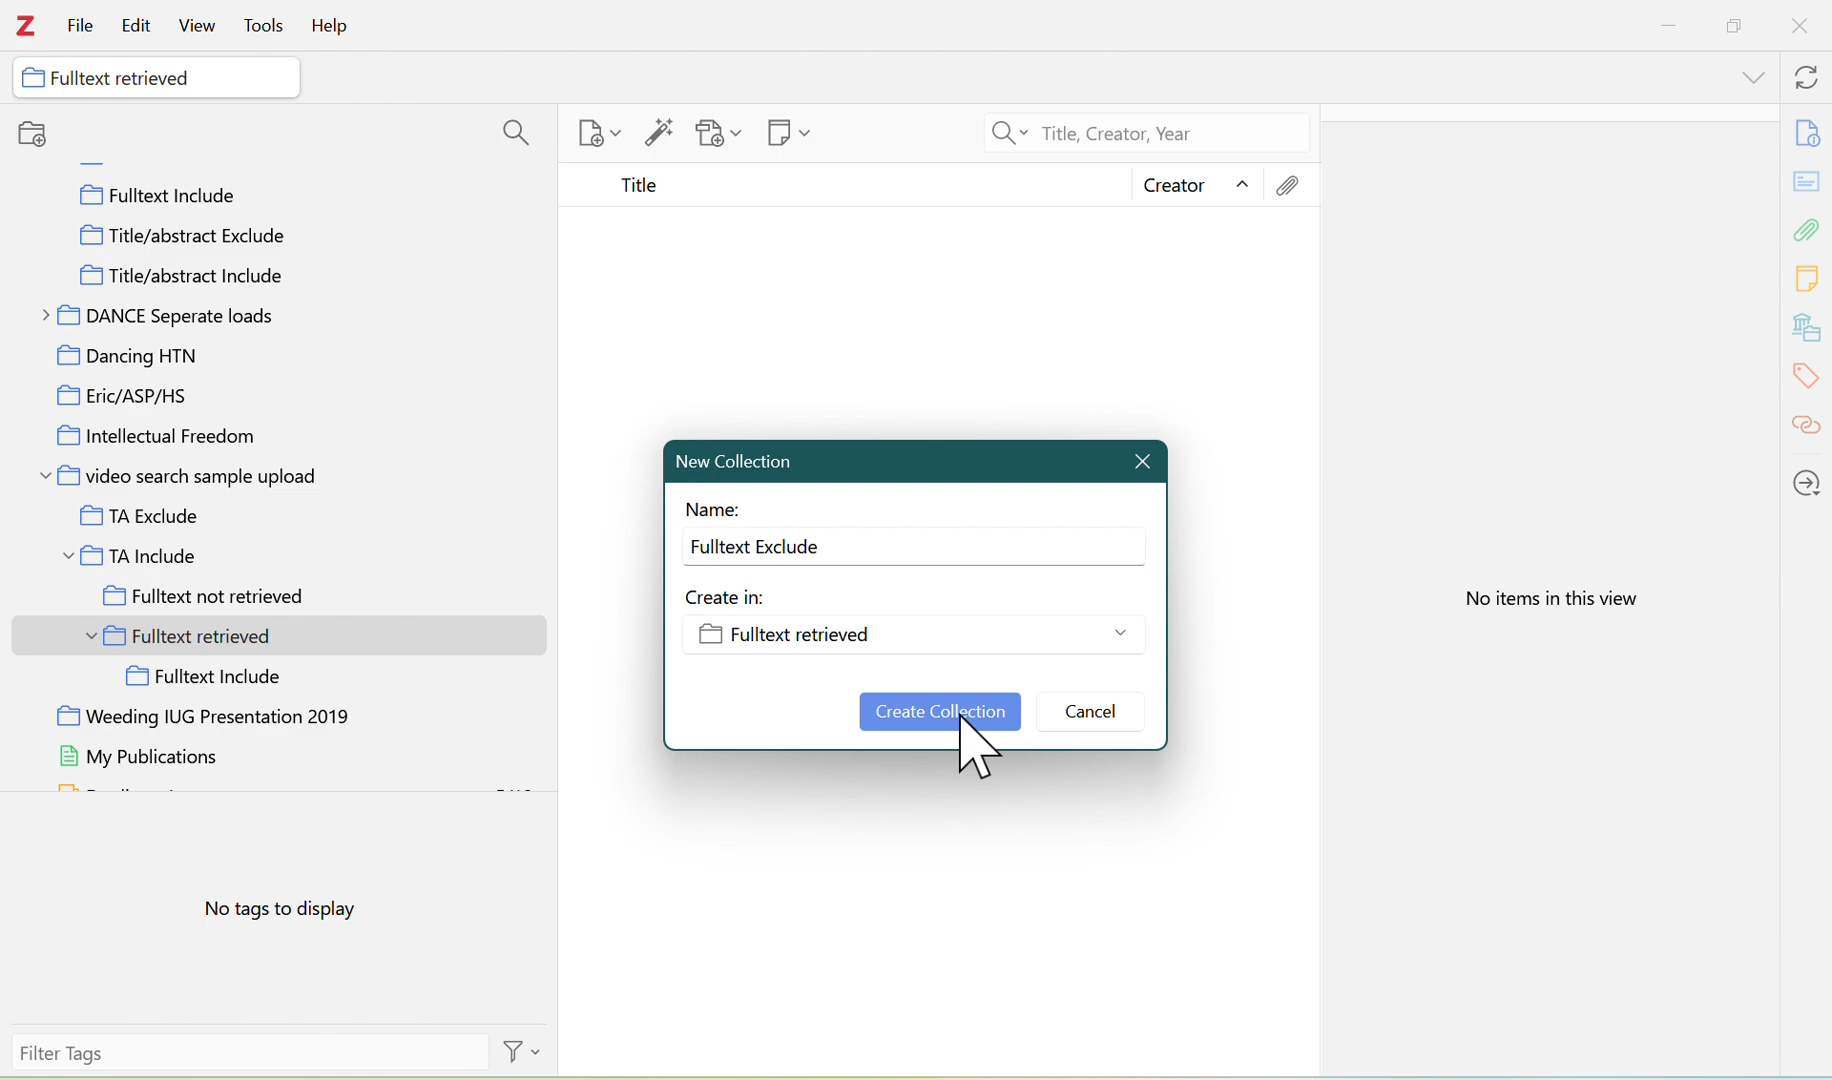 Z File Edit View Tools Help
Fulltext retrieved
Title, Creator, Year
Title Creator
Fulltext Include
Title/abstract Exclude
Title/abstract Include
DANCE Seperate loads
Dancing HTN
Eric/ASP/HS
Intellectual Freedom
video search sample upload
TA Exclude
TA Include
Fulltext not retrieved
Fulltext retrieved
Fulltext Include
Weeding IUG Presentation 2019
My Publications
No tags to display
Filter Tags
New Collection
Name:
Fulltext Exclude
Create in:
Fulltext retrieved
Create Collection Cancel
No items in this view